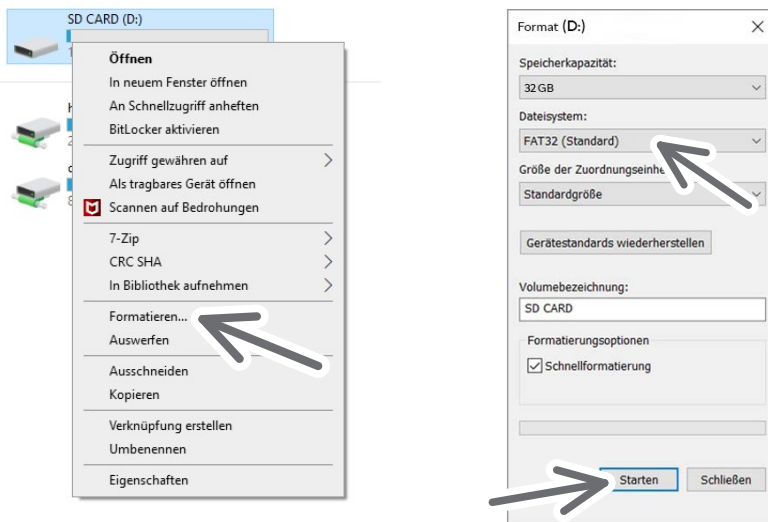 SD CARD (D:)
Öffnen
In neuem Fenster öffnen
An Schnellzugriff anheften
BitLocker aktivieren
Zugriff gewähren auf
Als tragbares Gerät öffnen
Scannen auf Bedrohungen
7-Zip
CRC SHA
In Bibliothek aufnehmen
Formatieren...
Auswerfen
Ausschneiden
Kopieren
Verknüpfung erstellen
Umbenennen
Eigenschaften
Format (D:)
Speicherkapazität:
32 GB
Dateisystem:
FAT32 (Standard)
Größe der
Standardgröße
Gerätestandards wiederherstellen
Volumebezeichnung:
SD CARD
Formatierungsoptionen
Schnellformatierung
Starten
Schließen